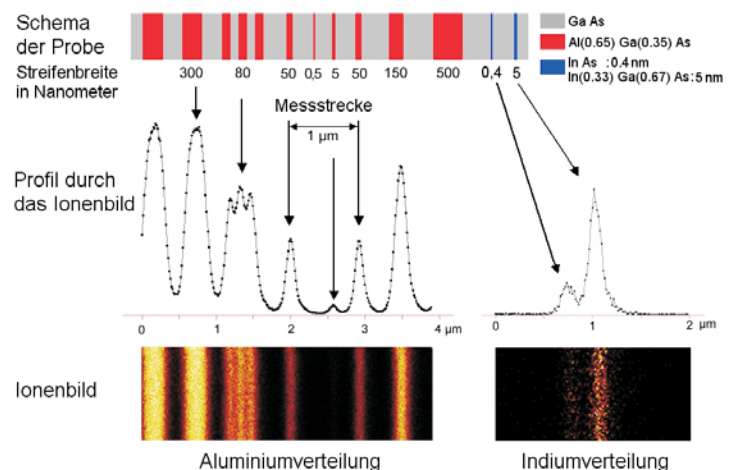 Schema
der Probe
Streifenbreite
in Nanometer
300 80 50 0,5 5 50 150 500 0,4 5
Ga As
Al(0.65) Ga(0.35) As
In As : 0.4 nm
In(0.33) Ga(0.67) As: 5 nm
Messstrecke
1 µm
Profil durch
das Ionenbild
0 1 2 3 4 µm
0 1 2 µm
Ionenbild
Aluminiumverteilung
Indiumverteilung